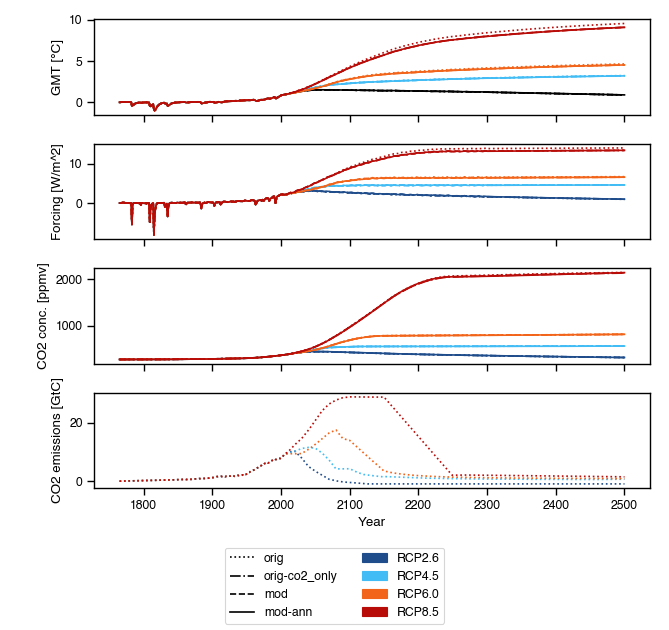 10
5
0
GMT [°C]
10
0
Forcing [W/m^2]
2000
1000
CO2 conc. [ppmv]
20
0
CO2 emissions [GtC]
1800 1900 2000 2100 2200 2300 2400 2500
Year
orig RCP2.6
orig-co2_only RCP4.5
mod RCP6.0
mod-ann RCP8.5